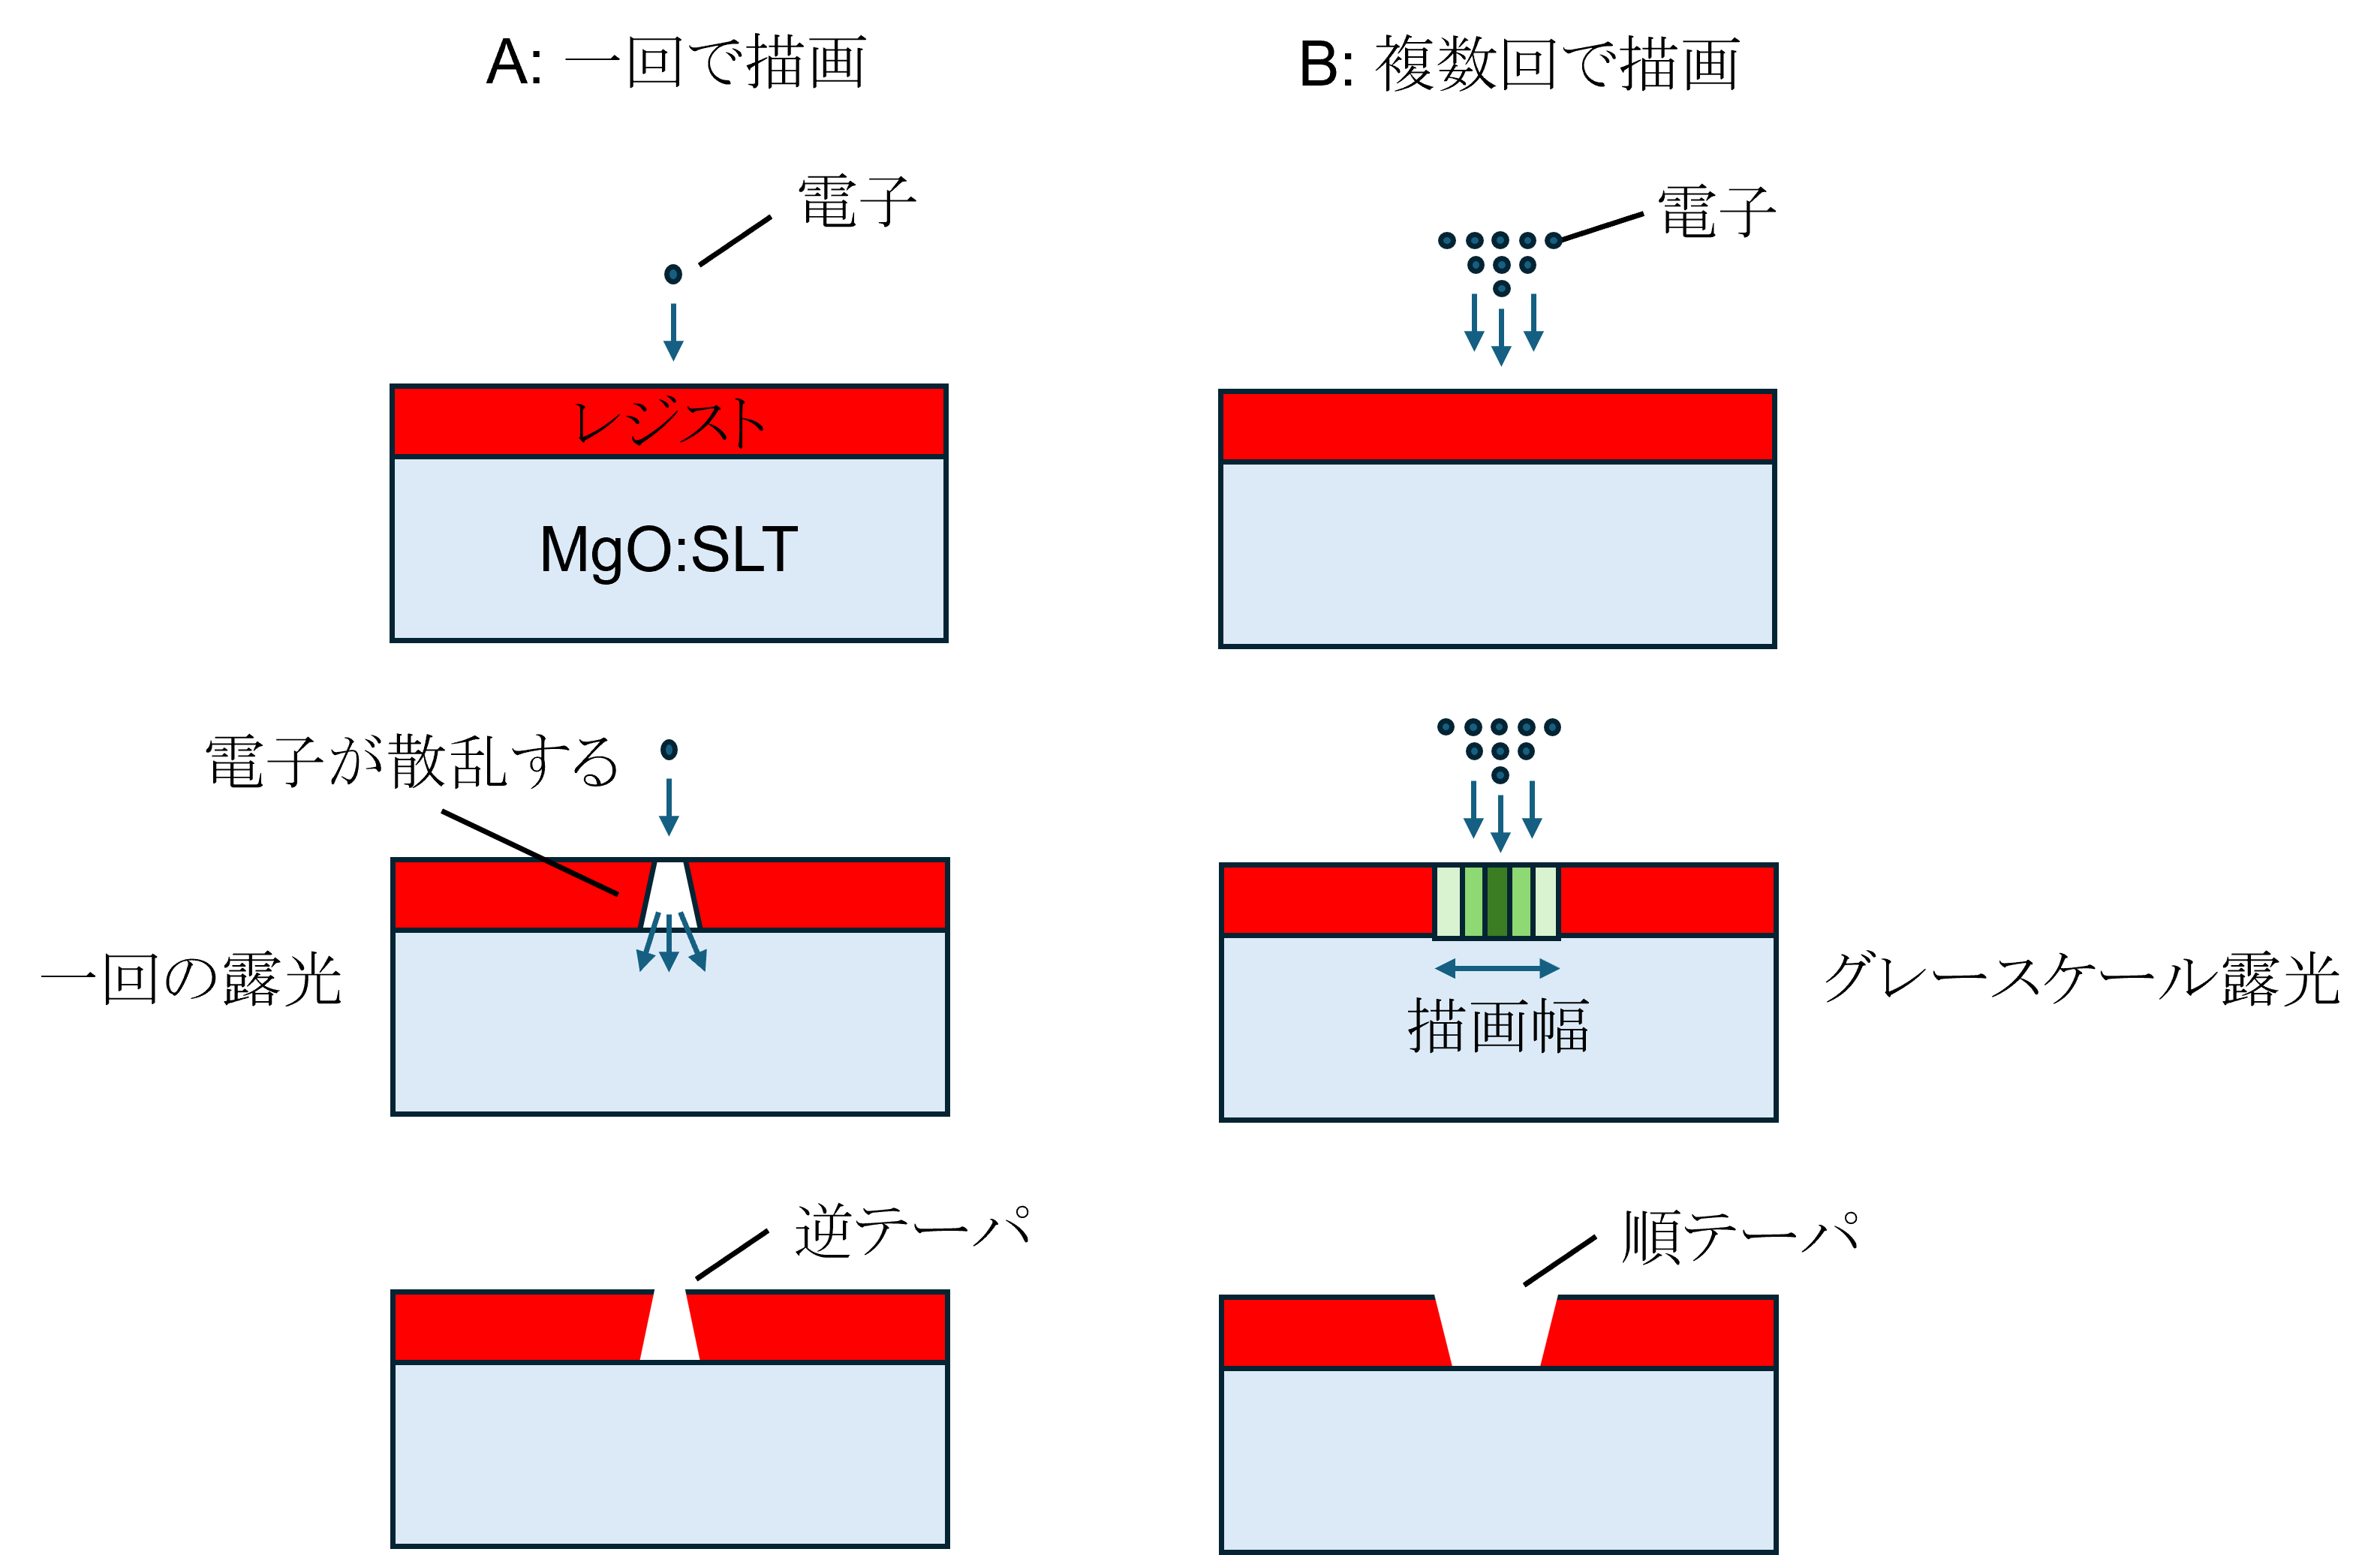 A: 一回で描画
B: 複数回で描画
電子
電子
レジスト
MgO:SLT
電子が散乱する
一回の露光
描画幅
グレースケール露光
逆テーパ
順テーパ